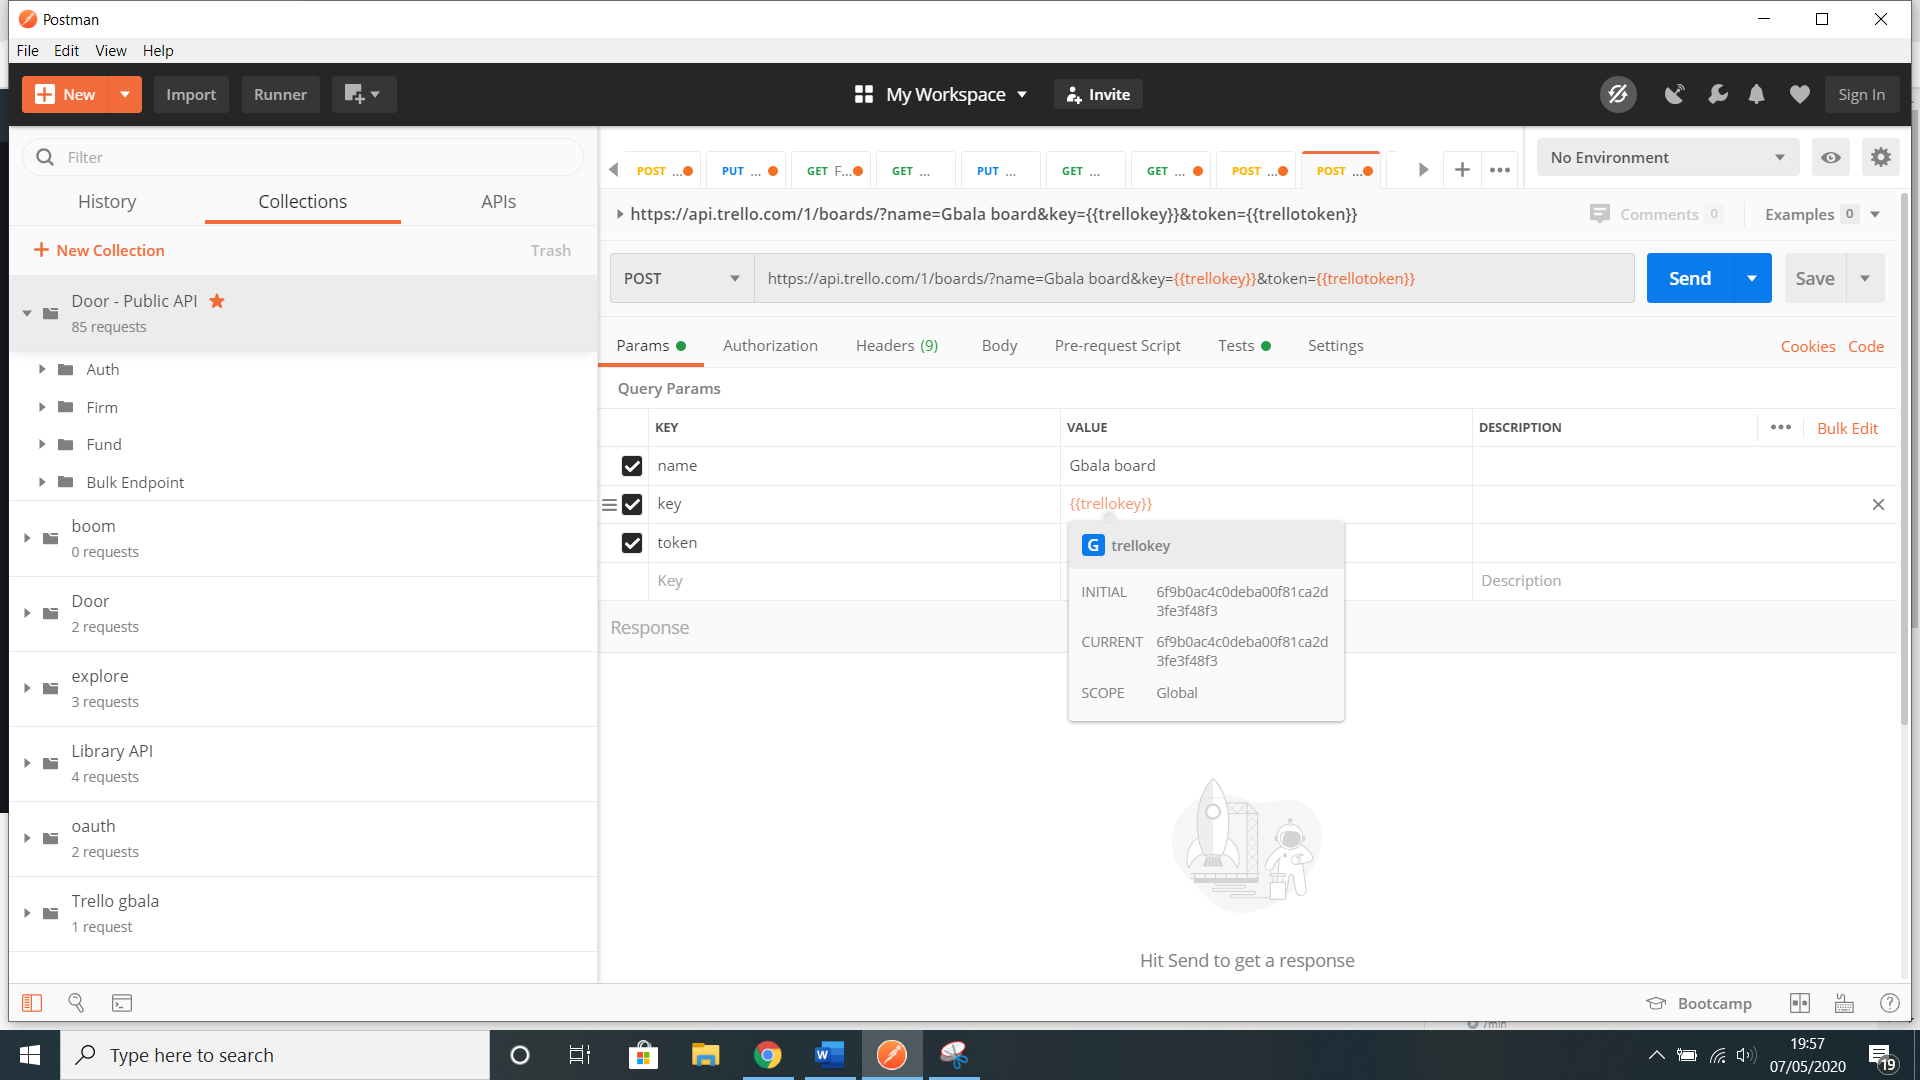 Postman
File Edit View Help
New Import Runner My Workspace Invite Sign In
Filter
History Collections APIs
+ New Collection Trash
Door - Public API
85 requests
Auth
Firm
Fund
Bulk Endpoint
boom
0 requests
Door
2 requests
explore
3 requests
Library API
4 requests
oauth
2 requests
Trello gbala
1 request
POST ... PUT ... GET F... GET ... PUT ... GET ... GET ... POST ... POST ...
No Environment
https://api.trello.com/1/boards/?name=Gbala board&key={{trellokey}}&token={{trellotoken}}
Comments 0 Examples 0
POST https://api.trello.com/1/boards/?name=Gbala board&key={{trellokey}}&token={{trellotoken}} Send Save
Params Authorization Headers (9) Body Pre-request Script Tests Settings Cookies Code
Query Params
KEY VALUE DESCRIPTION ••• Bulk Edit
name Gbala board
key {{trellokey}}
token
Key Description
G trellokey
INITIAL 6f9b0ac4c0deba00f81ca2d
3fe3f48f3
CURRENT 6f9b0ac4c0deba00f81ca2d
3fe3f48f3
SCOPE Global
Response
Hit Send to get a response
Bootcamp
7min
Type here to search
19:57
07/05/2020
19